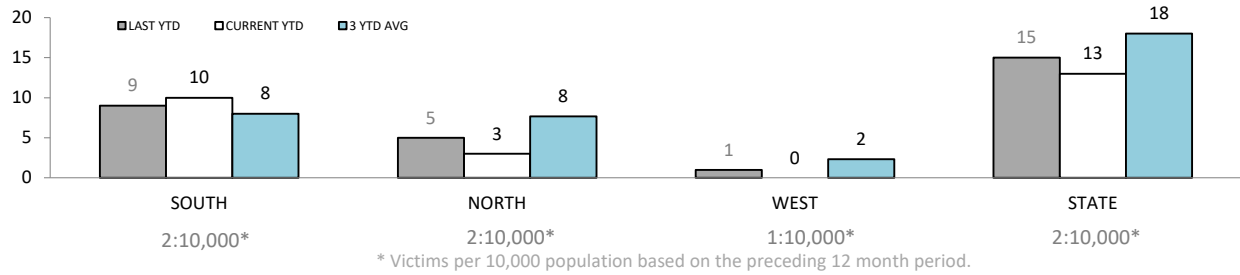 20
15
10
5
0
LAST YTD CURRENT YTD 3 YTD AVG
9 10 8
5 3 8
1 0 2
15 13 18
SOUTH NORTH WEST STATE
2:10,000* 2:10,000* 1:10,000* 2:10,000*
* Victims per 10,000 population based on the preceding 12 month period.